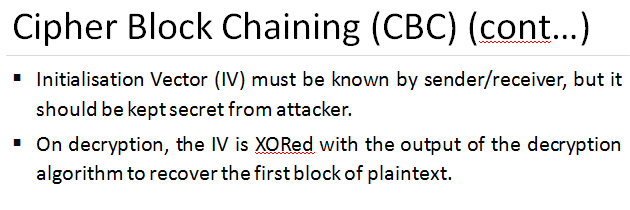 Cipher Block Chaining (CBC) (cont...)
▪ Initialisation Vector (IV) must be known by sender/receiver, but it
should be kept secret from attacker.
▪ On decryption, the IV is XORed with the output of the decryption
algorithm to recover the first block of plaintext.